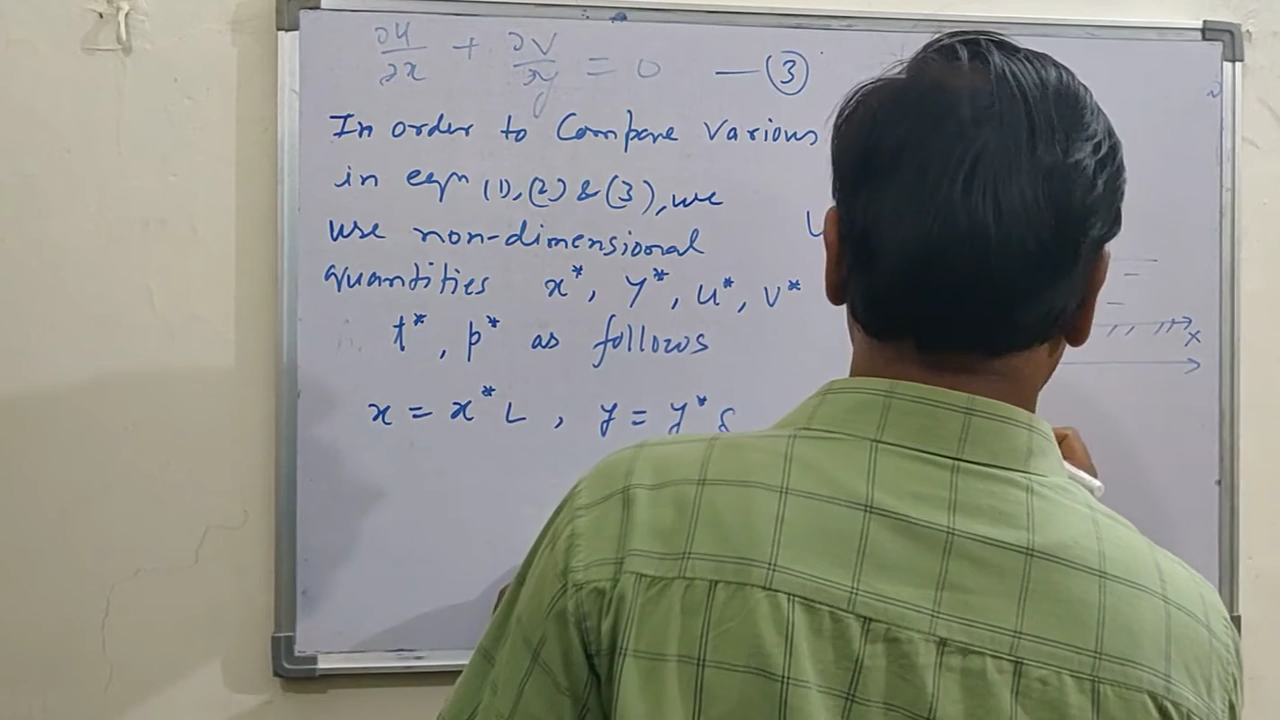 ∂u/∂x + ∂v/∂y = 0 — (3)
In order to Compare Various
in eqn (1), (2) & (3), we
use non-dimensional
quantities x*, y*, u*, v*
t*, p* as follows
x = x* L , y = y* δ
x